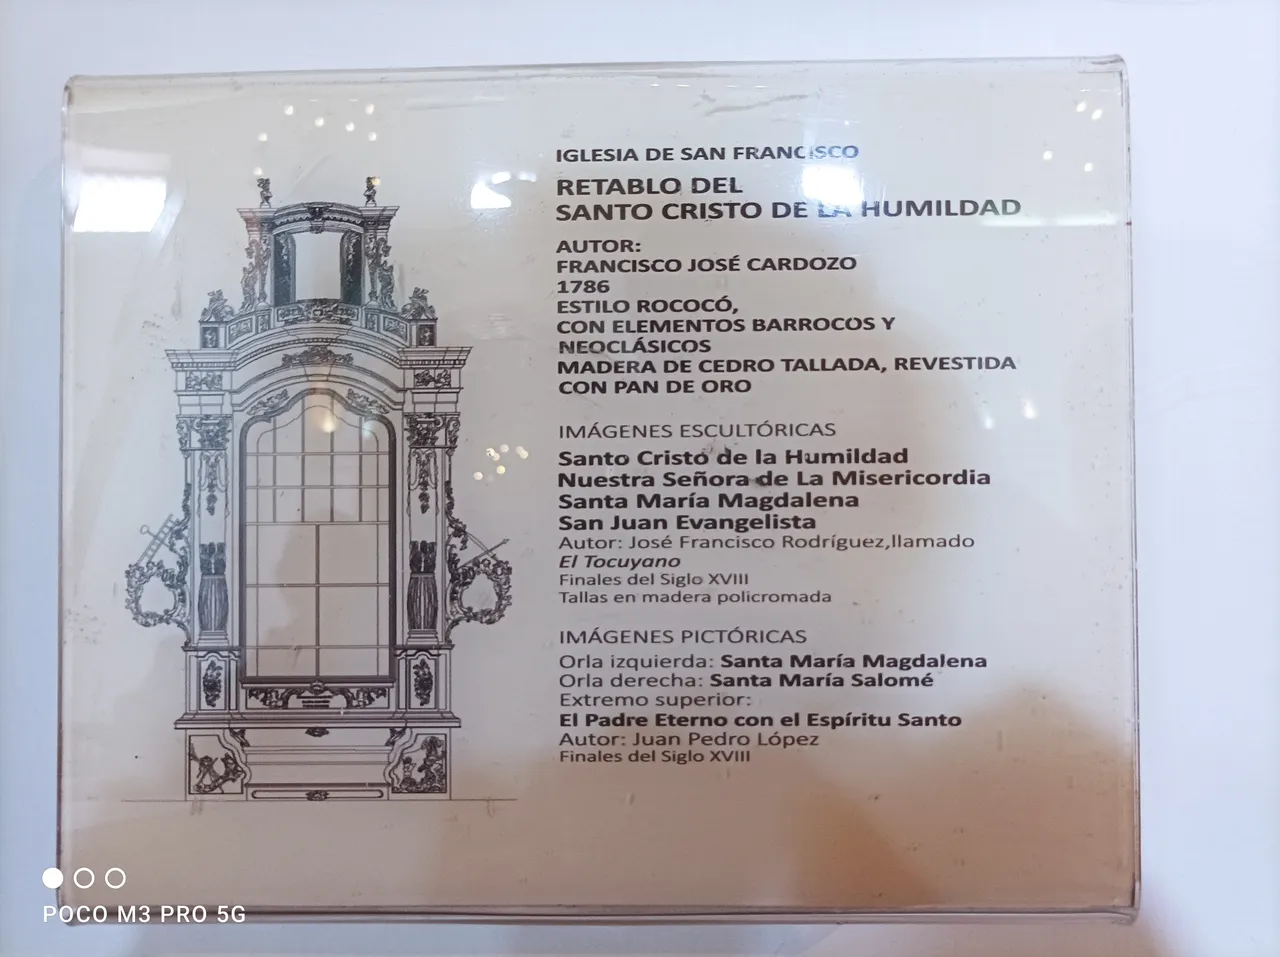 IGLESIA DE SAN FRANCISCO
RETABLO DEL
SANTO CRISTO DE LA HUMILDAD
AUTOR:
FRANCISCO JOSÉ CARDOZO
1786
ESTILO ROCOCÓ,
CON ELEMENTOS BARROCOS Y
NEOCLÁSICOS
MADERA DE CEDRO TALLADA, REVESTIDA
CON PAN DE ORO
IMÁGENES ESCULTÓRICAS
Santo Cristo de la Humildad
Nuestra Señora de La Misericordia
Santa María Magdalena
San Juan Evangelista
Autor: José Francisco Rodríguez,llamado
El Tocuyano
Finales del Siglo XVIII
Tallas en madera policromada
IMÁGENES PICTÓRICAS
Orla izquierda: Santa María Magdalena
Orla derecha: Santa María Salomé
Extremo superior:
El Padre Eterno con el Espíritu Santo
Autor: Juan Pedro López
Finales del Siglo XVIII
POCO M3 PRO 5G